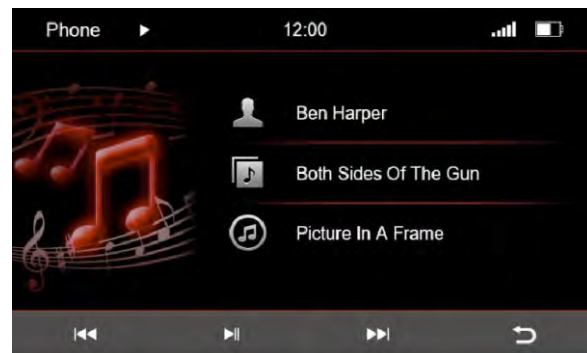 Phone 12:00
Ben Harper
Both Sides Of The Gun
Picture In A Frame